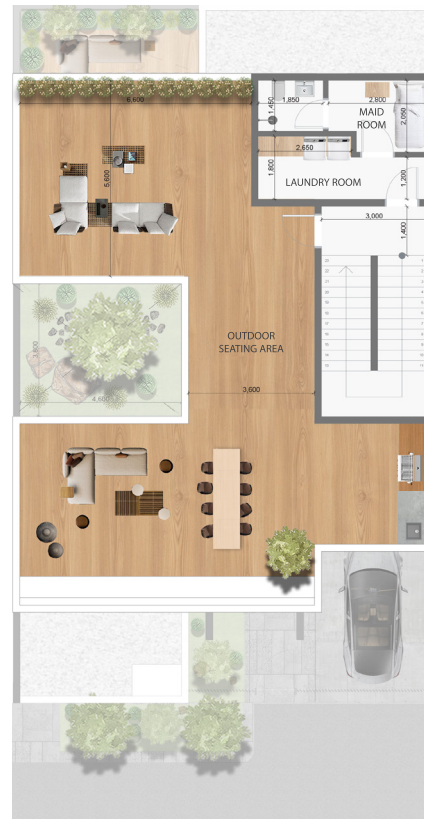 6,600
1,450
1,850
2,800
MAID
ROOM
2,050
5,600
2,650
1,800
LAUNDRY ROOM
1,200
3,000
1,400
OUTDOOR
SEATING AREA
4,600
3,600